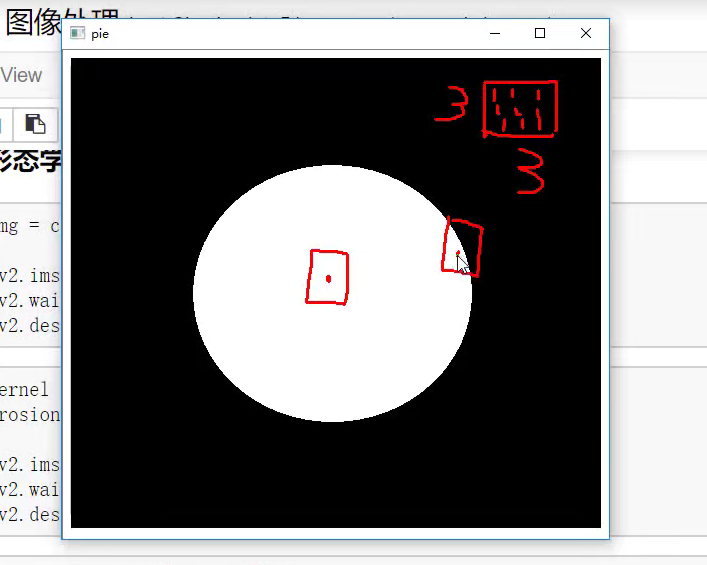 图像处理
pie
View
形态学
mg = c
v2.ims
v2.wai
v2.des
3
3
ernel
rosion
v2.ims
v2.wai
v2.des